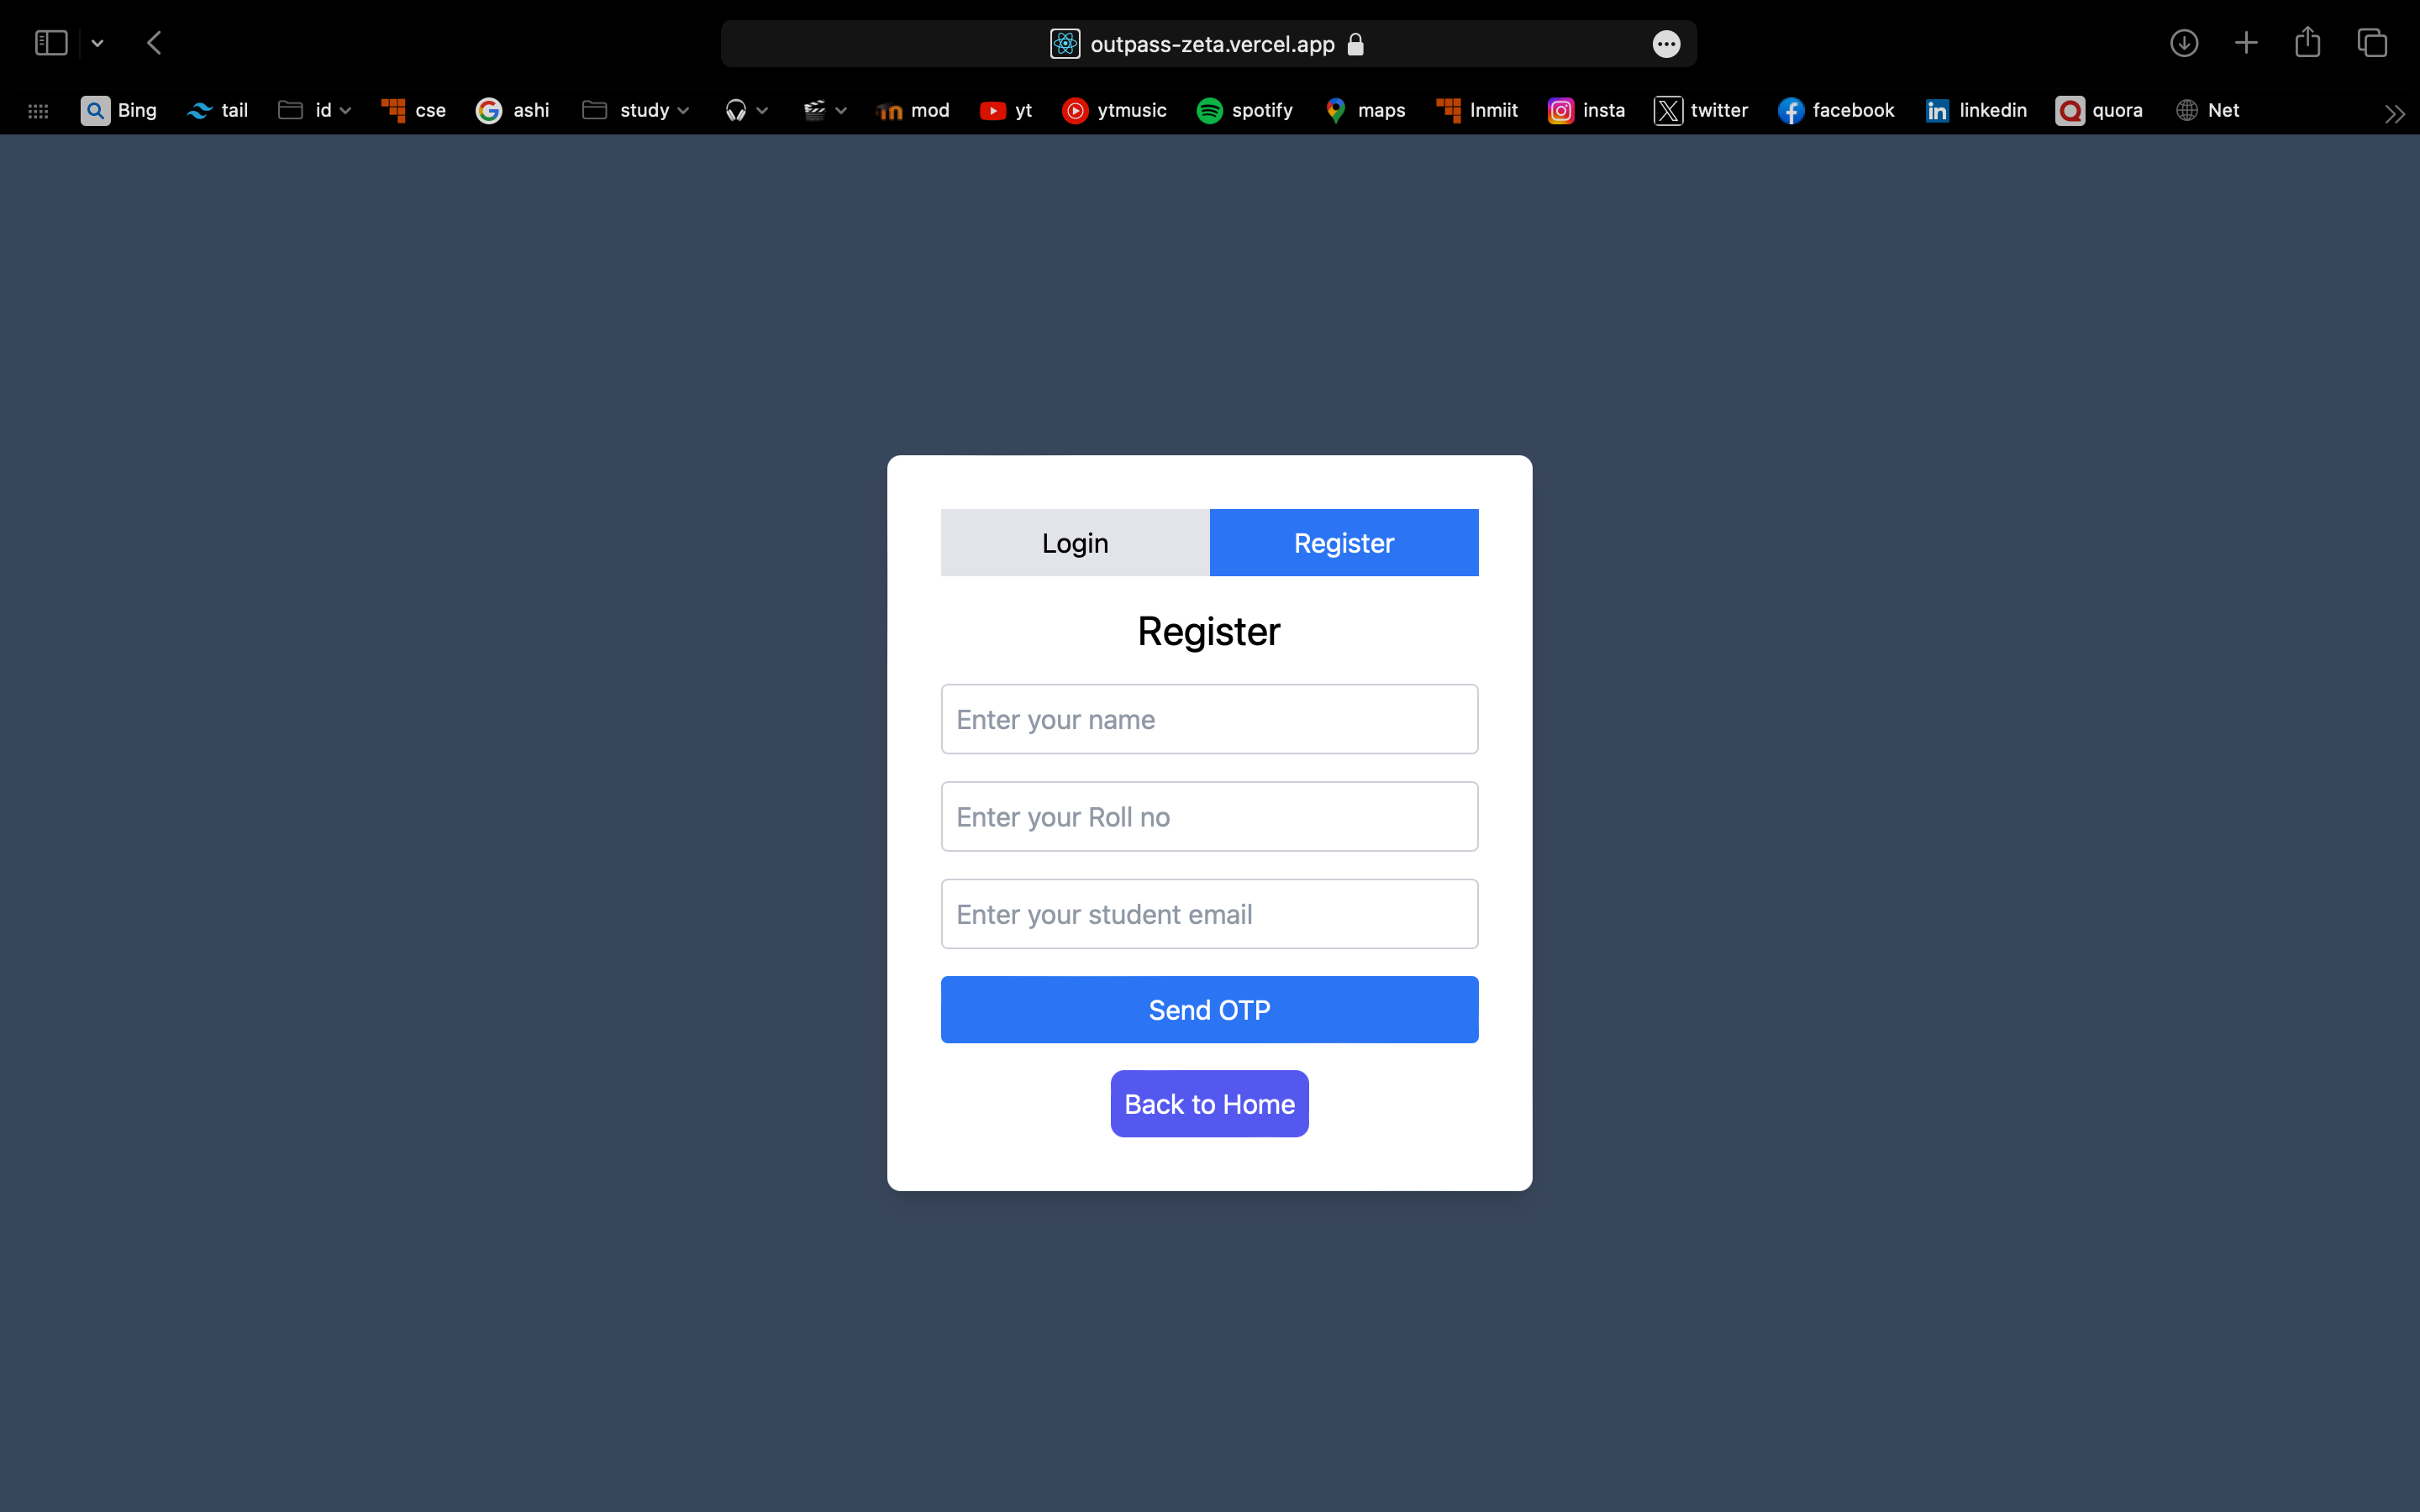 outpass-zeta.vercel.app
Bing tail id cse ashi study mod yt ytmusic spotify maps lnmiit insta twitter facebook linkedin quora Net
Login Register
Register
Enter your name
Enter your Roll no
Enter your student email
Send OTP
Back to Home